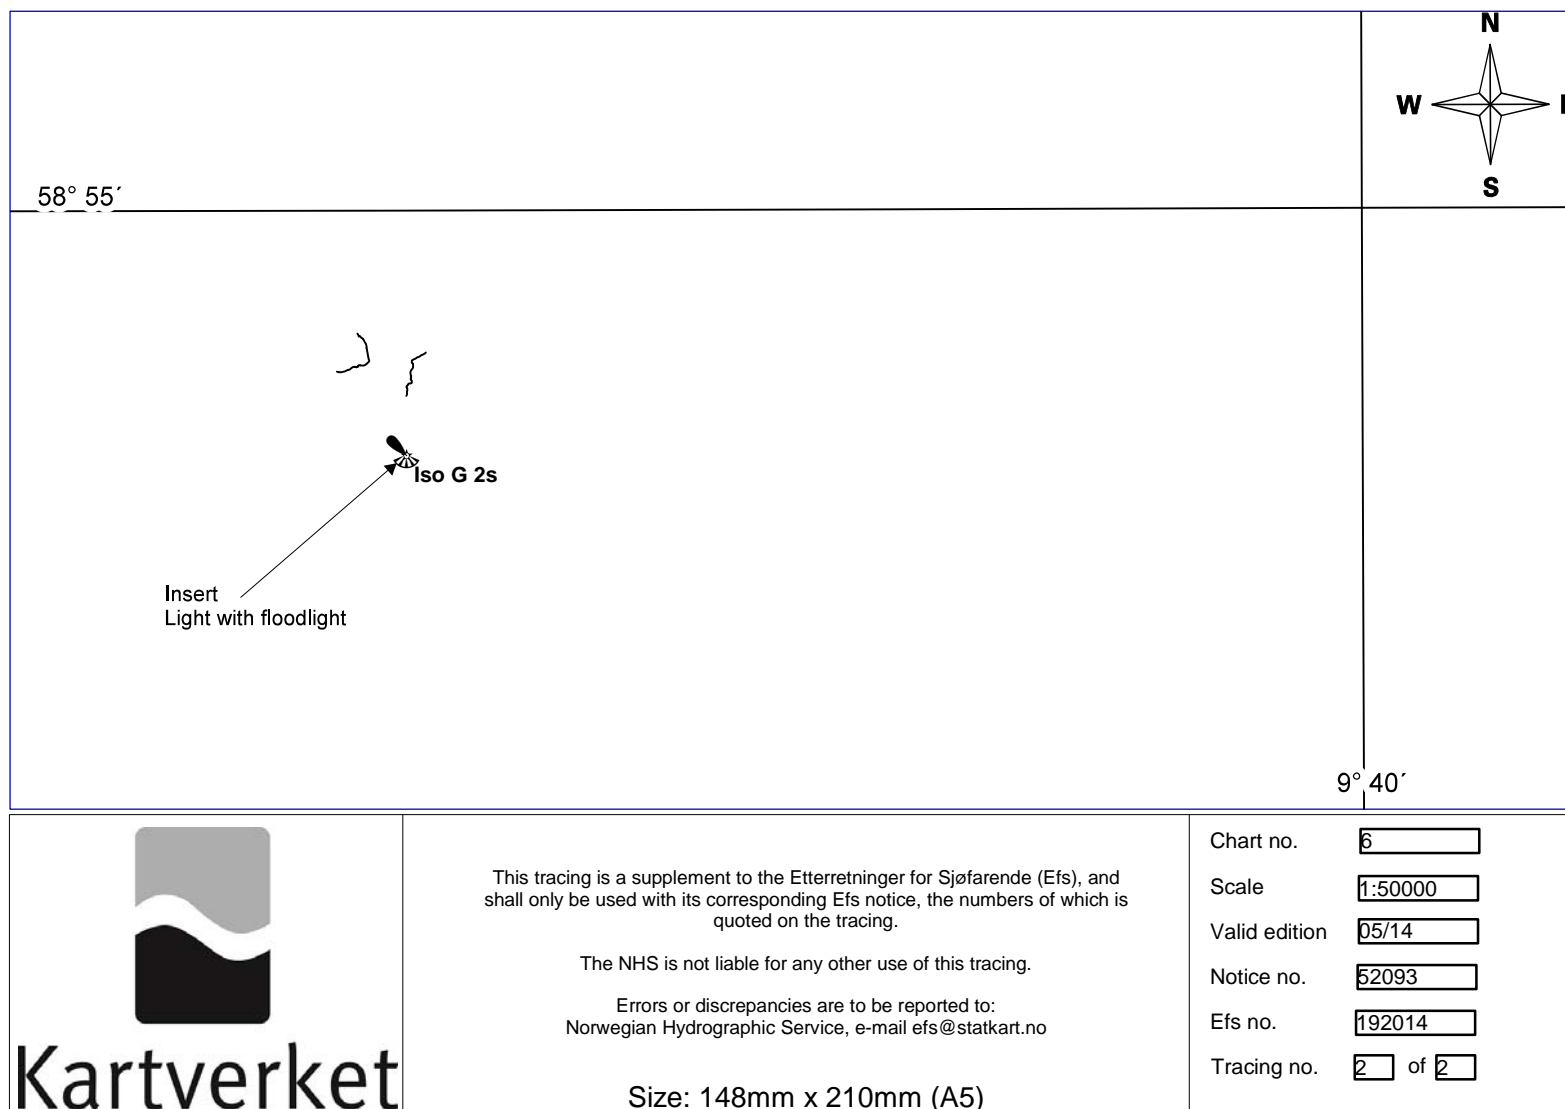 N
W
S
58° 55´
Iso G 2s
Insert
Light with floodlight
9° 40´
Kartverket
This tracing is a supplement to the Etterretninger for Sjøfarende (Efs), and
shall only be used with its corresponding Efs notice, the numbers of which is
quoted on the tracing.
The NHS is not liable for any other use of this tracing.
Errors or discrepancies are to be reported to:
Norwegian Hydrographic Service, e-mail efs@statkart.no
Size: 148mm x 210mm (A5)
Chart no. 6
Scale 1:50000
Valid edition 05/14
Notice no. 52093
Efs no. 192014
Tracing no. 2 of 2